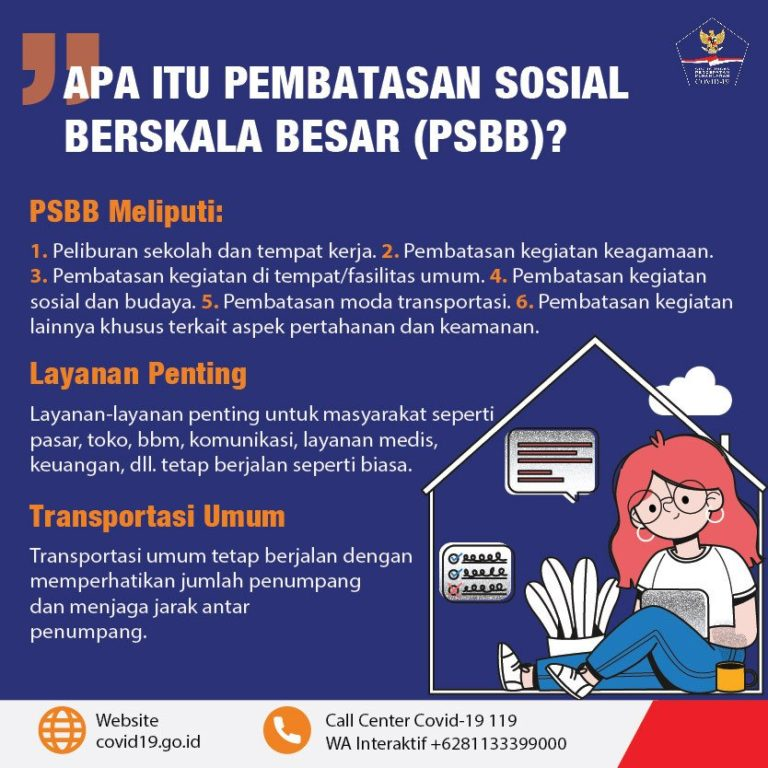 APA ITU PEMBATASAN SOSIAL
BERSKALA BESAR (PSBB)?
PSBB Meliputi:
1. Peliburan sekolah dan tempat kerja. 2. Pembatasan kegiatan keagamaan.
3. Pembatasan kegiatan di tempat/fasilitas umum. 4. Pembatasan kegiatan
sosial dan budaya. 5. Pembatasan moda transportasi. 6. Pembatasan kegiatan
lainnya khusus terkait aspek pertahanan dan keamanan.
Layanan Penting
Layanan-layanan penting untuk masyarakat seperti
pasar, toko, bbm, komunikasi, layanan medis,
keuangan, dll. tetap berjalan seperti biasa.
Transportasi Umum
Transportasi umum tetap berjalan dengan
memperhatikan jumlah penumpang
dan menjaga jarak antar
penumpang.
Website
covid19.go.id
Call Center Covid-19 119
WA Interaktif +6281133399000
COVID-19